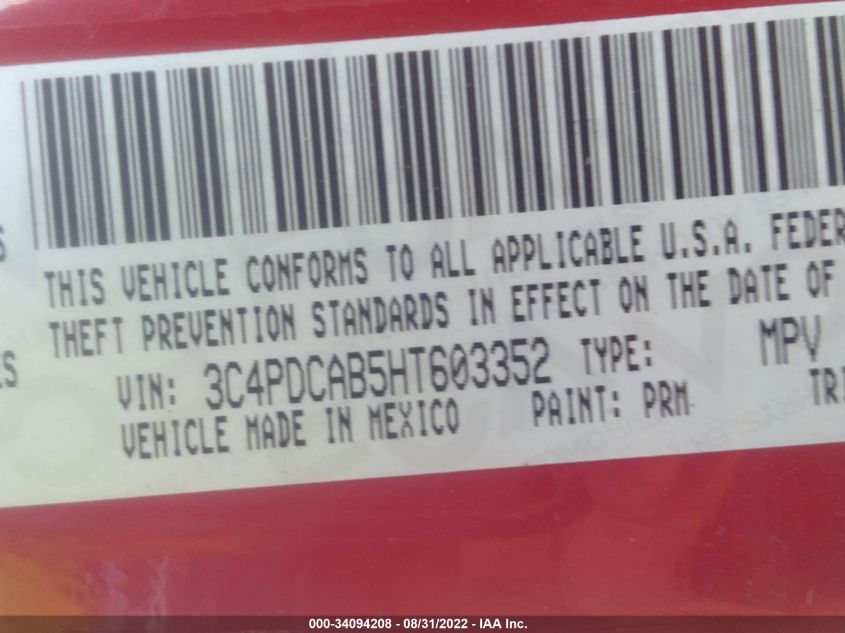 THIS VEHICLE CONFORMS TO ALL APPLICABLE U.S.A. FEDER
THEFT PREVENTION STANDARDS IN EFFECT ON THE DATE OF
VIN: 3C4PDCAB5HT603352 TYPE: MPV
VEHICLE MADE IN MEXICO PAINT: PRM TRI
000-34094208 - 08/31/2022 - IAA Inc.